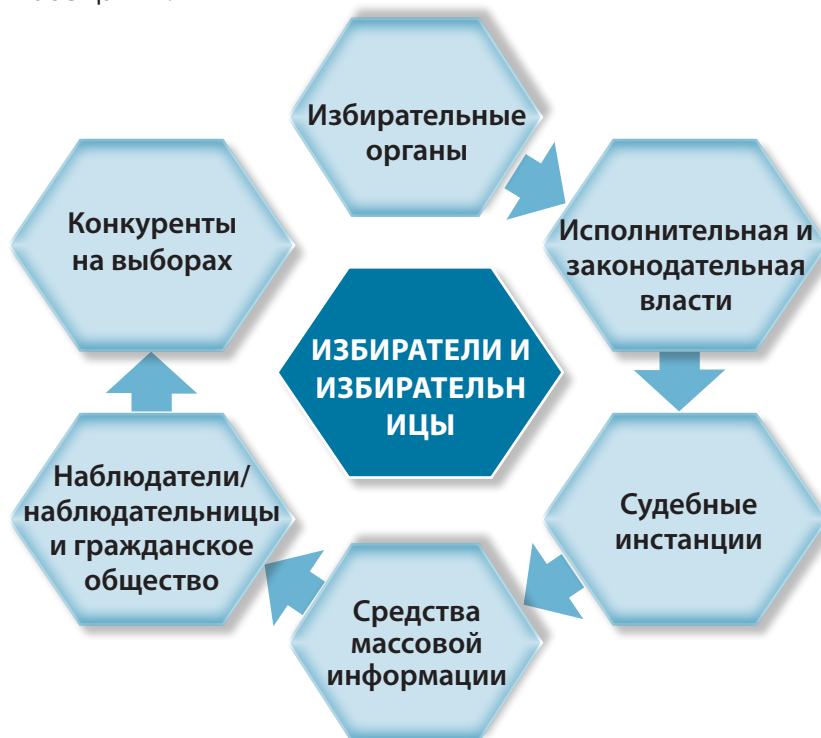 Избирательные
органы
Исполнительная и
законодательная
власти
Судебные
инстанции
Средства
массовой
информации
Наблюдатели/
наблюдательницы
и гражданское
общество
Конкуренты
на выборах
ИЗБИРАТЕЛИ И
ИЗБИРАТЕЛЬН
ИЦЫ